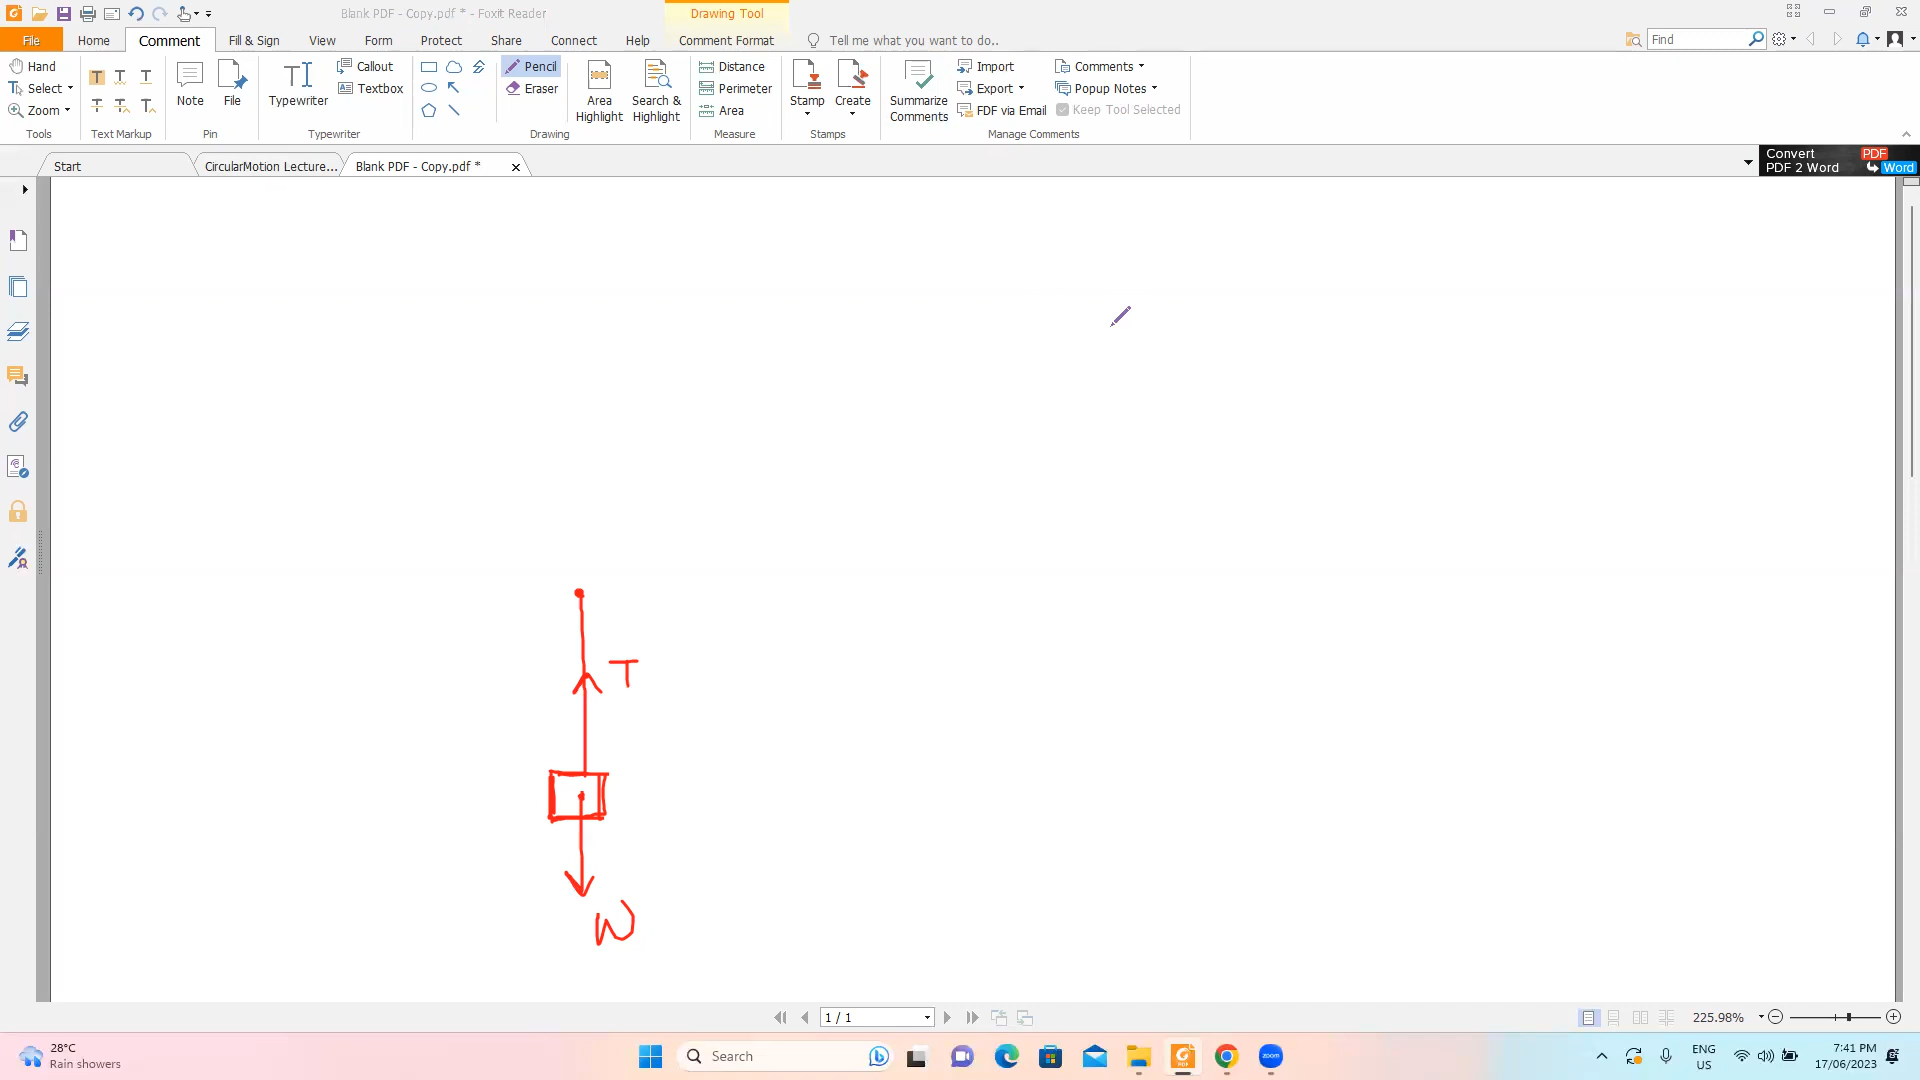 Blank PDF - Copy.pdf * - Foxit Reader
Drawing Tool
File Home Comment Fill & Sign View Form Protect Share Connect Help Comment Format Tell me what you want to do.. Find
Hand
Select
Zoom
Tools
Text Markup
Note
File
Pin
Typewriter
Callout
Textbox
Typewriter
Pencil
Eraser
Drawing
Area Highlight
Search & Highlight
Distance
Perimeter
Area
Measure
Stamp
Create
Stamps
Summarize Comments
Import
Export
FDF via Email
Comments
Popup Notes
Keep Tool Selected
Manage Comments
Start
CircularMotion Lecture...
Blank PDF - Copy.pdf *
Convert
PDF 2 Word
PDF
Word
T
W
1 / 1
225.98%
28°C
Rain showers
Search
zoom
ENG
US
7:41 PM
17/06/2023